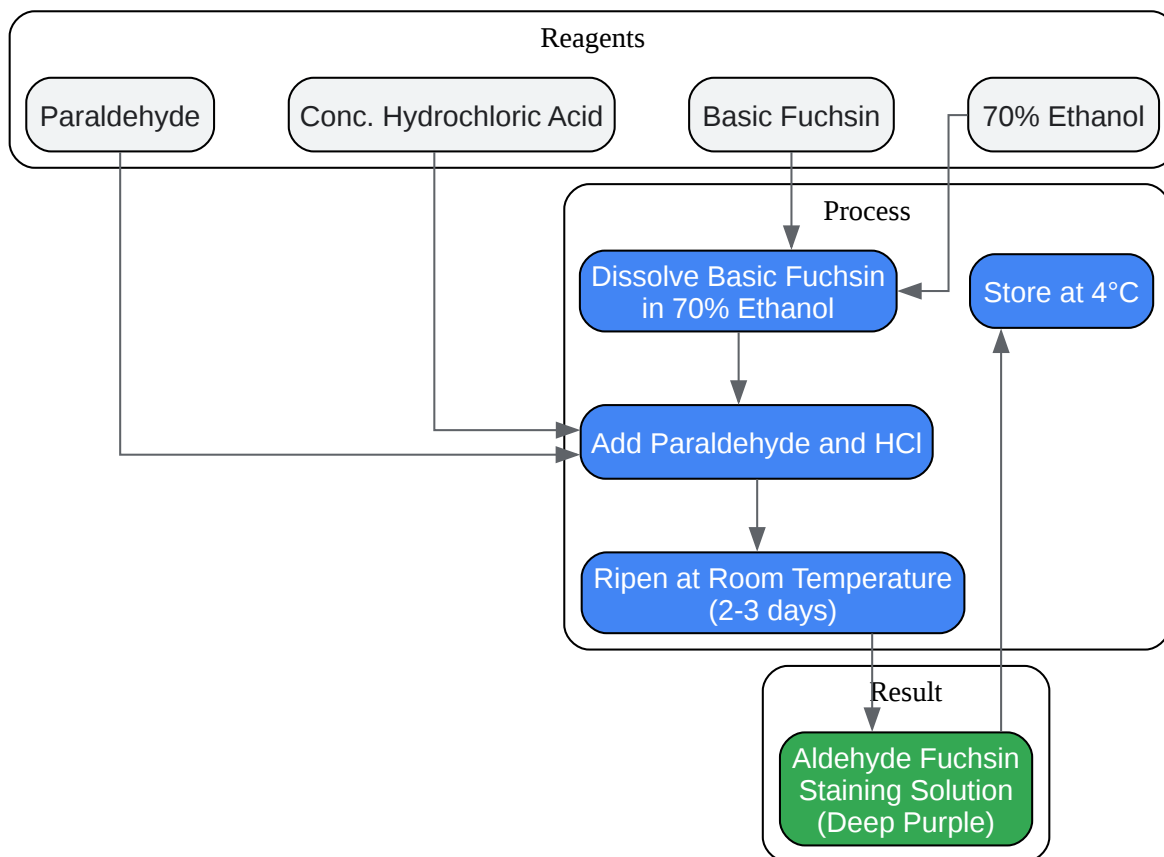 Reagents
Paraldehyde
Conc. Hydrochloric Acid
Basic Fuchsin
70% Ethanol
Process
Dissolve Basic Fuchsin
in 70% Ethanol
Store at 4°C
Add Paraldehyde and HCl
Ripen at Room Temperature
(2-3 days)
Result
Aldehyde Fuchsin
Staining Solution
(Deep Purple)